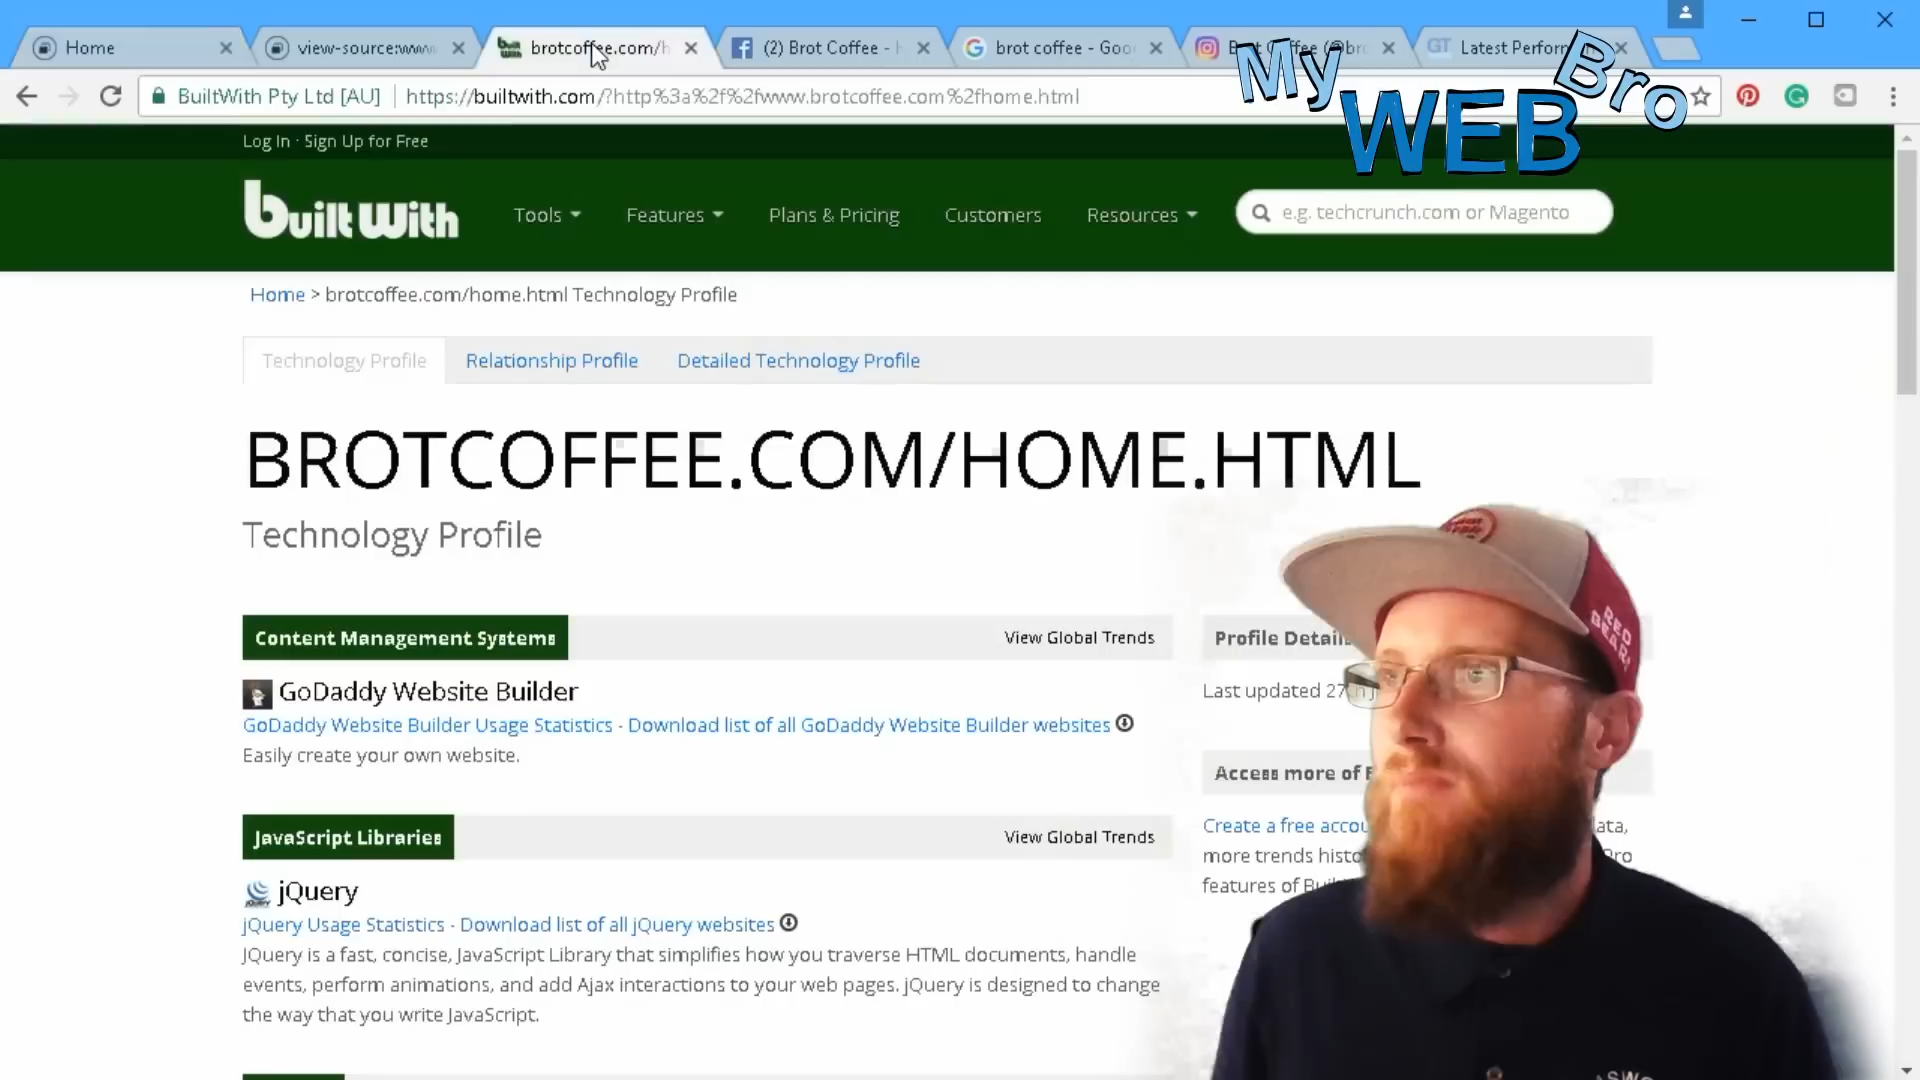 Home
view-source:www
brotcoffee.com/h
(2) Brot Coffee -
brot coffee - Goo
Latest Perform
BuiltWith Pty Ltd [AU]
https://builtwith.com/?http%3a%2f%2fwww.brotcoffee.com%2fhome.html
My WEB Bro
Log In · Sign Up for Free
builtwith
Tools
Features
Plans & Pricing
Customers
Resources
e.g. techcrunch.com or Magento
Home > brotcoffee.com/home.html Technology Profile
Technology Profile
Relationship Profile
Detailed Technology Profile
BROTCOFFEE.COM/HOME.HTML
Technology Profile
Content Management Systems
View Global Trends
GoDaddy Website Builder
GoDaddy Website Builder Usage Statistics - Download list of all GoDaddy Website Builder websites
Easily create your own website.
JavaScript Libraries
View Global Trends
jQuery
jQuery Usage Statistics - Download list of all jQuery websites
JQuery is a fast, concise, JavaScript Library that simplifies how you traverse HTML documents, handle
events, perform animations, and add Ajax interactions to your web pages. jQuery is designed to change
the way that you write JavaScript.
Profile Detail
Last updated 27
Access more of
Create a free accou
more trends histo
features of
RED
BEAR!